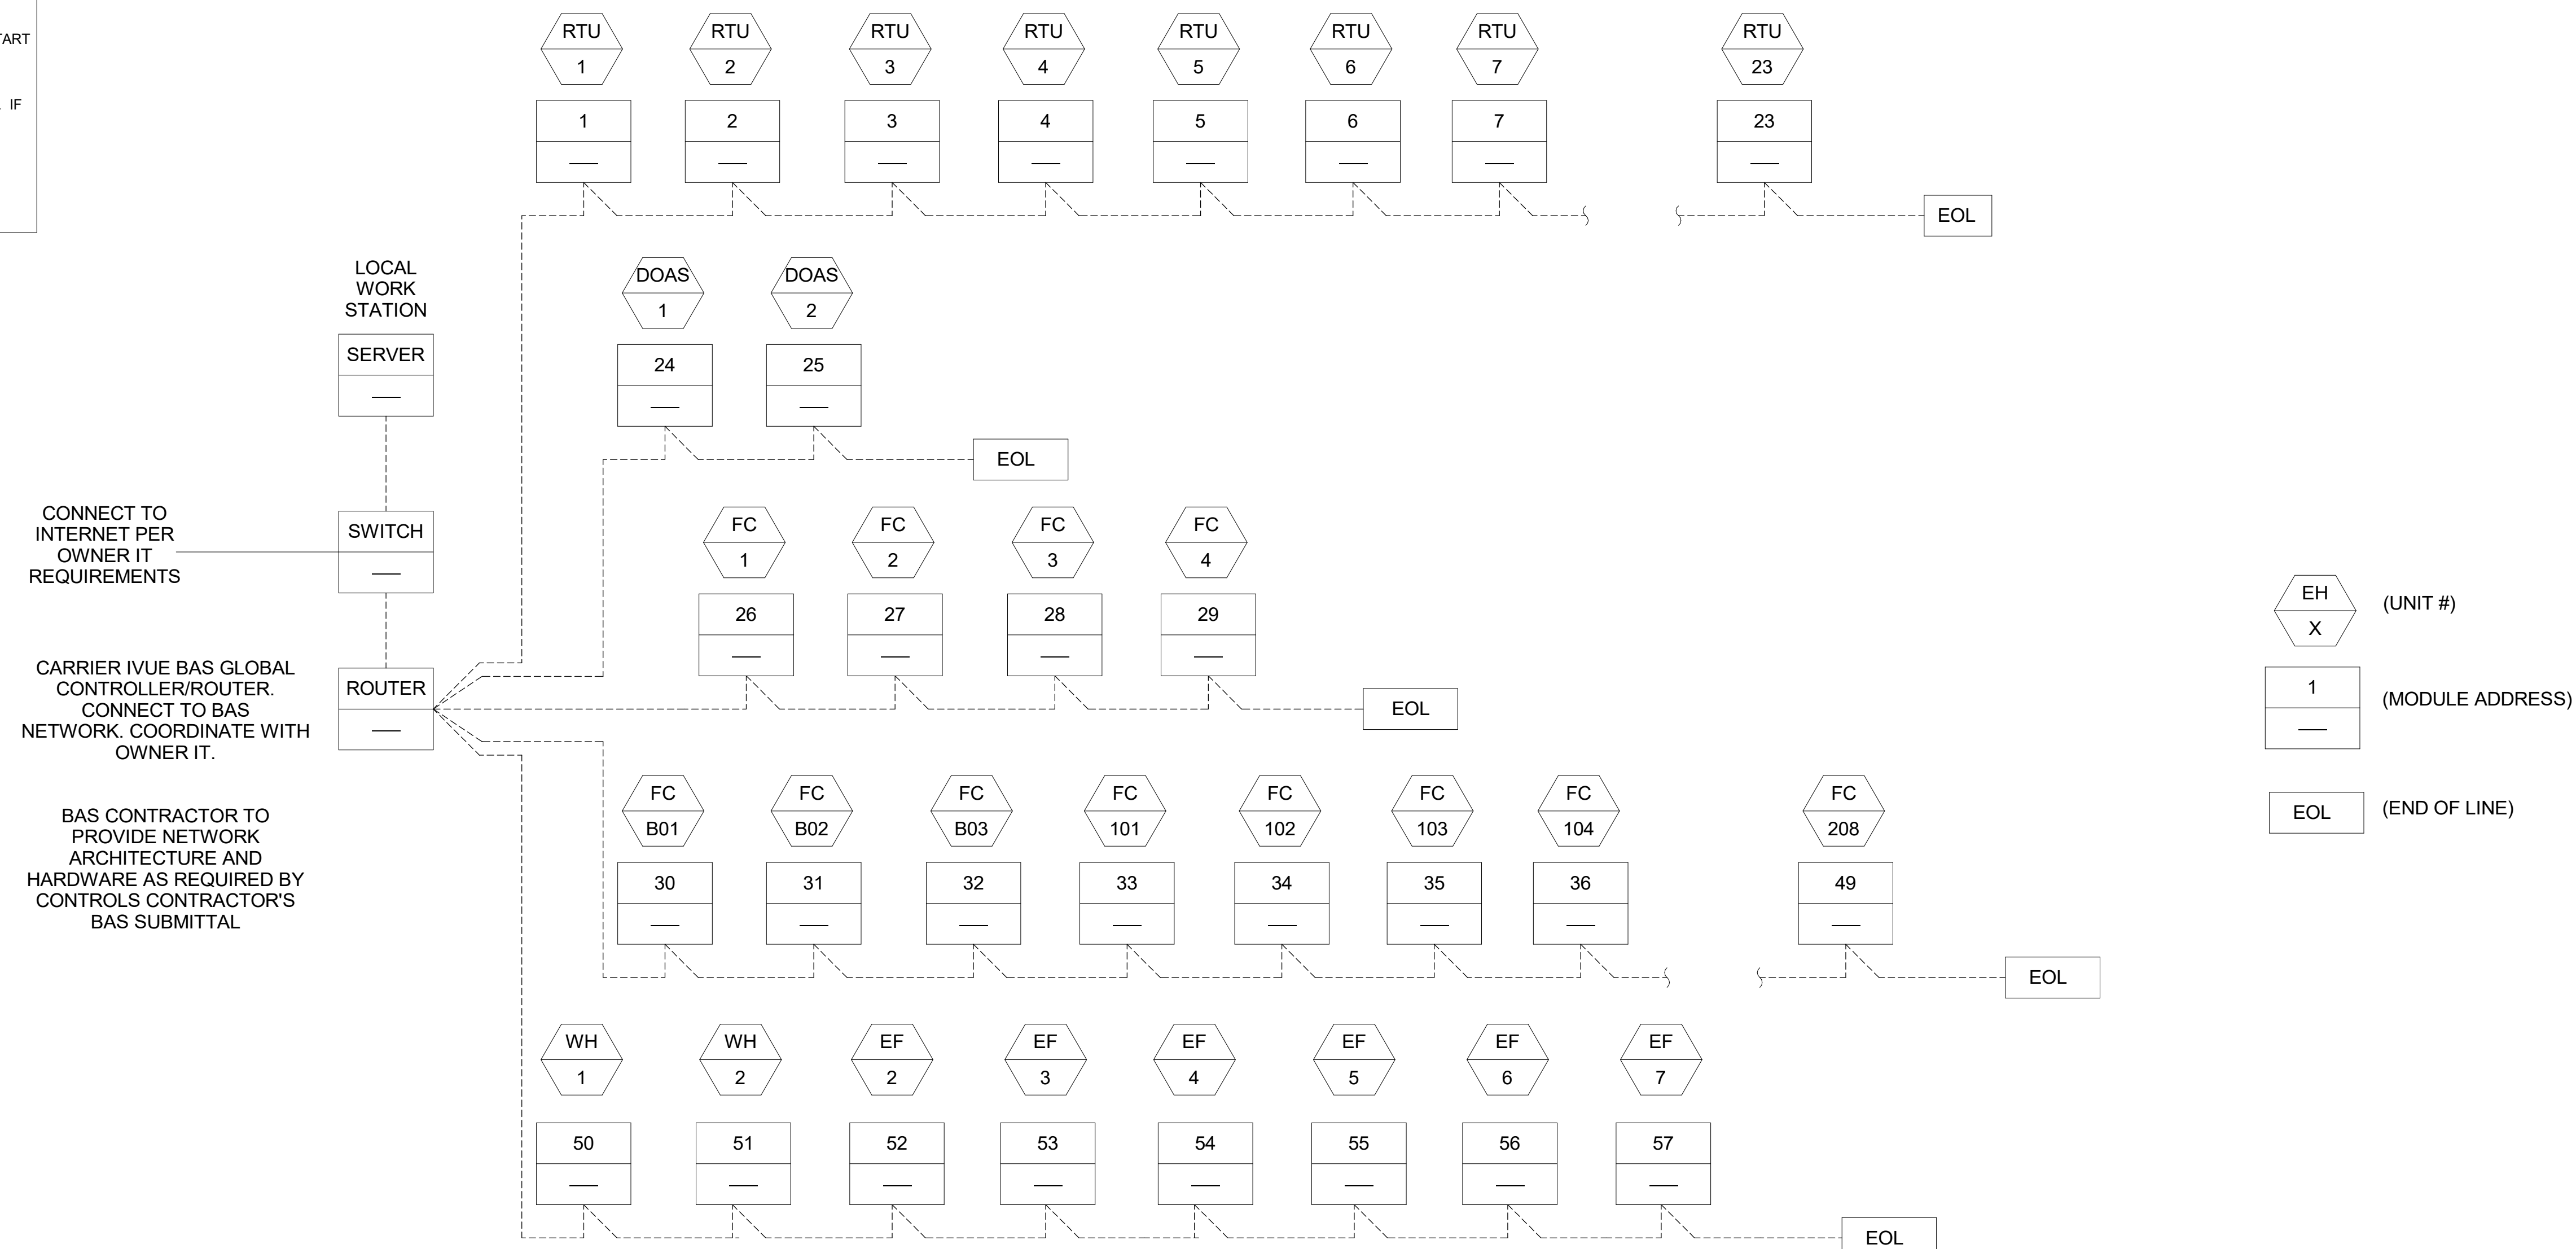 TART
IF
RTU RTU RTU RTU RTU RTU RTU RTU
1 2 3 4 5 6 7 23
1 2 3 4 5 6 7 23
EOL
LOCAL
WORK
STATION
SERVER
DOAS DOAS
1 2
24 25
EOL
CONNECT TO
INTERNET PER
OWNER IT
REQUIREMENTS
SWITCH
FC FC FC FC
1 2 3 4
26 27 28 29
EOL
CARRIER IVUE BAS GLOBAL
CONTROLLER/ROUTER.
CONNECT TO BAS
NETWORK. COORDINATE WITH
OWNER IT.
ROUTER
BAS CONTRACTOR TO
PROVIDE NETWORK
ARCHITECTURE AND
HARDWARE AS REQUIRED BY
CONTROLS CONTRACTOR'S
BAS SUBMITTAL
FC FC FC FC FC FC FC FC
B01 B02 B03 101 102 103 104 208
30 31 32 33 34 35 36 49
EOL
WH WH EF EF EF EF EF EF
1 2 2 3 4 5 6 7
50 51 52 53 54 55 56 57
EOL
EH
X
(UNIT #)
1
(MODULE ADDRESS)
EOL
(END OF LINE)